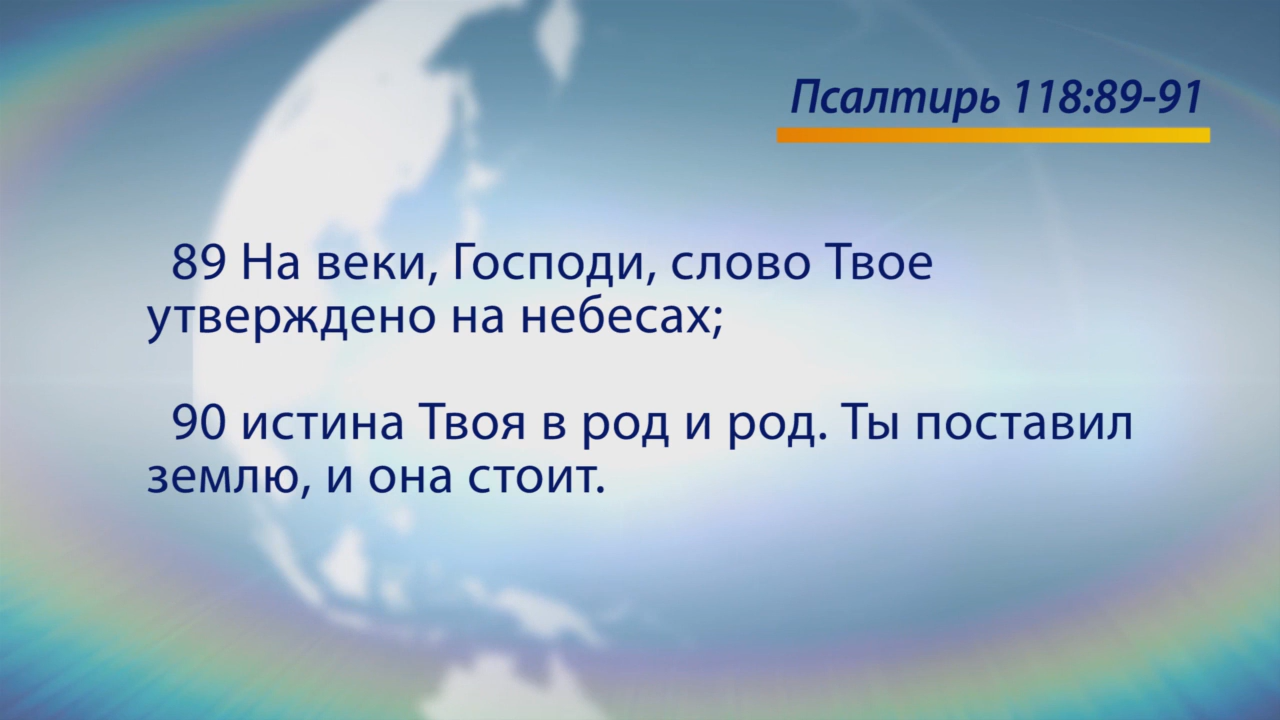 Псалтирь 118:89-91
89 На веки, Господи, слово Твое
утверждено на небесах;
90 истина Твоя в род и род. Ты поставил
землю, и она стоит.